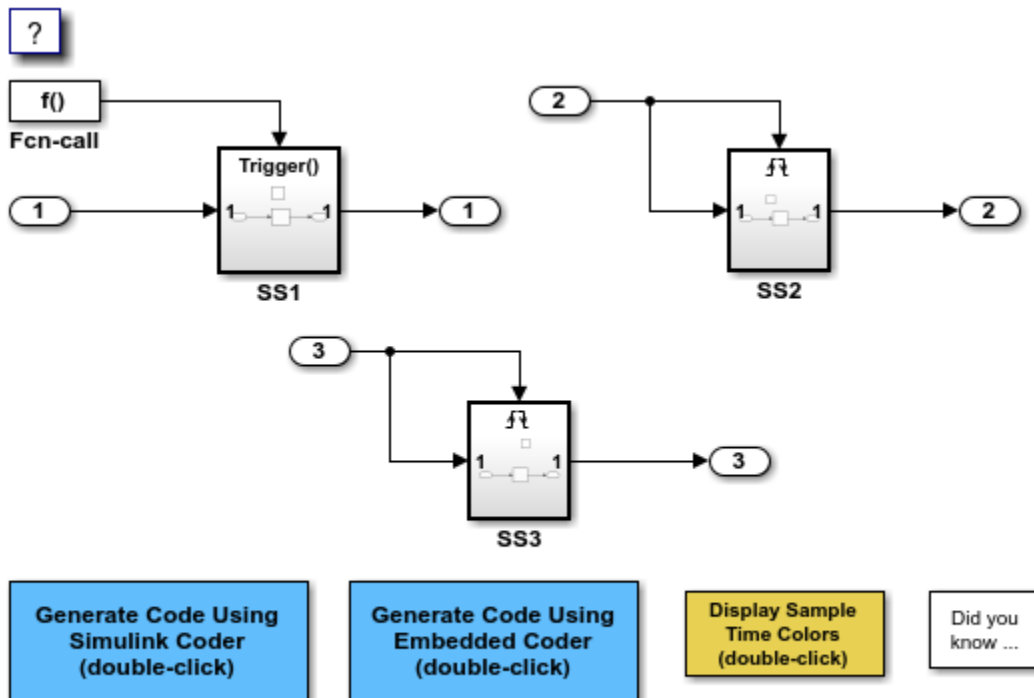 ?
f()
Fcn-call
2
Trigger()
1
1
1
1
1
1
2
SS1
SS2
3
1
1
3
SS3
Generate Code Using
Simulink Coder
(double-click)
Generate Code Using
Embedded Coder
(double-click)
Display Sample
Time Colors
(double-click)
Did you
know ...